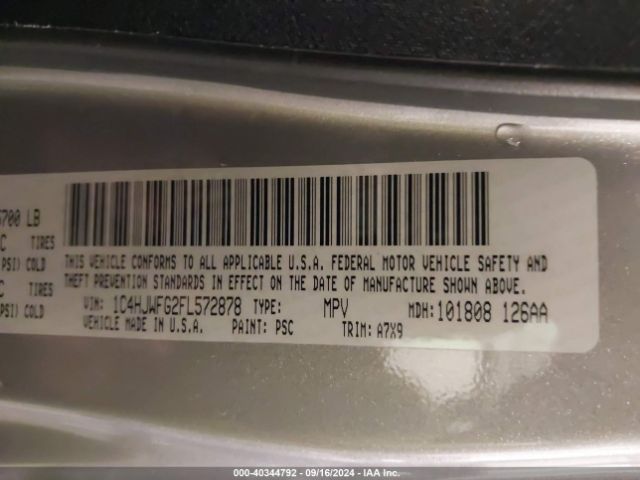 5700 LB
C TIRES
PSI) COLD
C TIRES
PSI) COLD
THIS VEHICLE CONFORMS TO ALL APPLICABLE U.S.A. FEDERAL MOTOR VEHICLE SAFETY AND
THEFT PREVENTION STANDARDS IN EFFECT ON THE DATE OF MANUFACTURE SHOWN ABOVE.
VIN: 1C4HJWFG2FL572878 TYPE: MPV MDH: 101808 126AA
VEHICLE MADE IN U.S.A. PAINT: PSC TRIM: A7X9
000-40344792 - 09/16/2024 - IAA Inc.